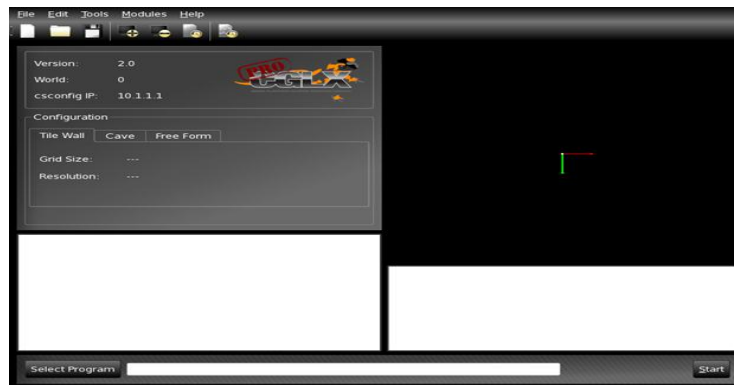 File Edit Tools Modules Help
Version: 2.0
World: 0
csconfig IP: 10.1.1.1
PRO
CGLX
Configuration
Tile Wall Cave Free Form
Grid Size: ---
Resolution: ---
Select Program
Start